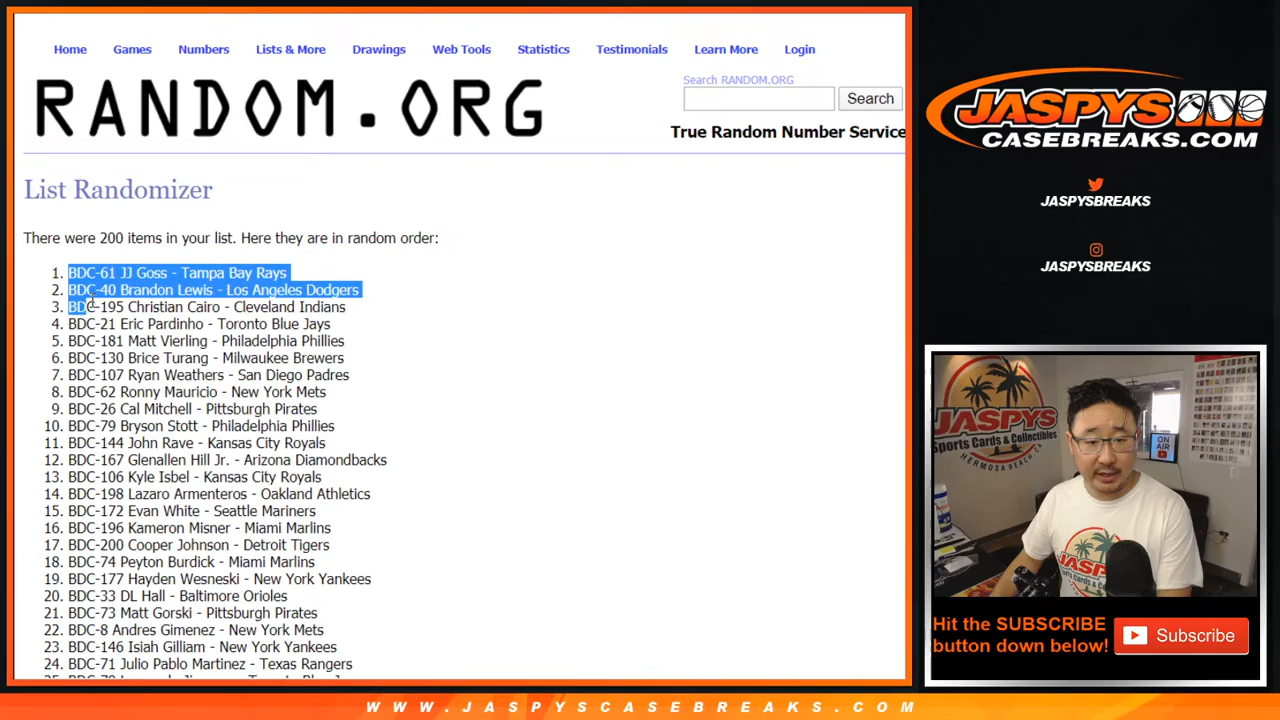 Home Games Numbers Lists & More Drawings Web Tools Statistics Testimonials Learn More Login
Search RANDOM.ORG
RANDOM.ORG
Search
True Random Number Service
List Randomizer
There were 200 items in your list. Here they are in random order:
1. BDC-61 JJ Goss - Tampa Bay Rays
2. BDC-40 Brandon Lewis - Los Angeles Dodgers
3. BDC-195 Christian Cairo - Cleveland Indians
4. BDC-21 Eric Pardinho - Toronto Blue Jays
5. BDC-181 Matt Vierling - Philadelphia Phillies
6. BDC-130 Brice Turang - Milwaukee Brewers
7. BDC-107 Ryan Weathers - San Diego Padres
8. BDC-62 Ronny Mauricio - New York Mets
9. BDC-26 Cal Mitchell - Pittsburgh Pirates
10. BDC-79 Bryson Stott - Philadelphia Phillies
11. BDC-144 John Rave - Kansas City Royals
12. BDC-167 Glenallen Hill Jr. - Arizona Diamondbacks
13. BDC-106 Kyle Isbel - Kansas City Royals
14. BDC-198 Lazaro Armenteros - Oakland Athletics
15. BDC-172 Evan White - Seattle Mariners
16. BDC-196 Kameron Misner - Miami Marlins
17. BDC-200 Cooper Johnson - Detroit Tigers
18. BDC-74 Peyton Burdick - Miami Marlins
19. BDC-177 Hayden Wesneski - New York Yankees
20. BDC-33 DL Hall - Baltimore Orioles
21. BDC-73 Matt Gorski - Pittsburgh Pirates
22. BDC-8 Andres Gimenez - New York Mets
23. BDC-146 Isiah Gilliam - New York Yankees
24. BDC-71 Julio Pablo Martinez - Texas Rangers
JASPYS
CASEBREAKS.COM
JASPYSBREAKS
JASPYSBREAKS
JASPYS
Sports Cards & Collectibles
HERMOSA BEACH, CA
ON AIR
JASPYS
Hit the SUBSCRIBE
button down below!
Subscribe
WWW.JASPYSCASEBREAKS.COM